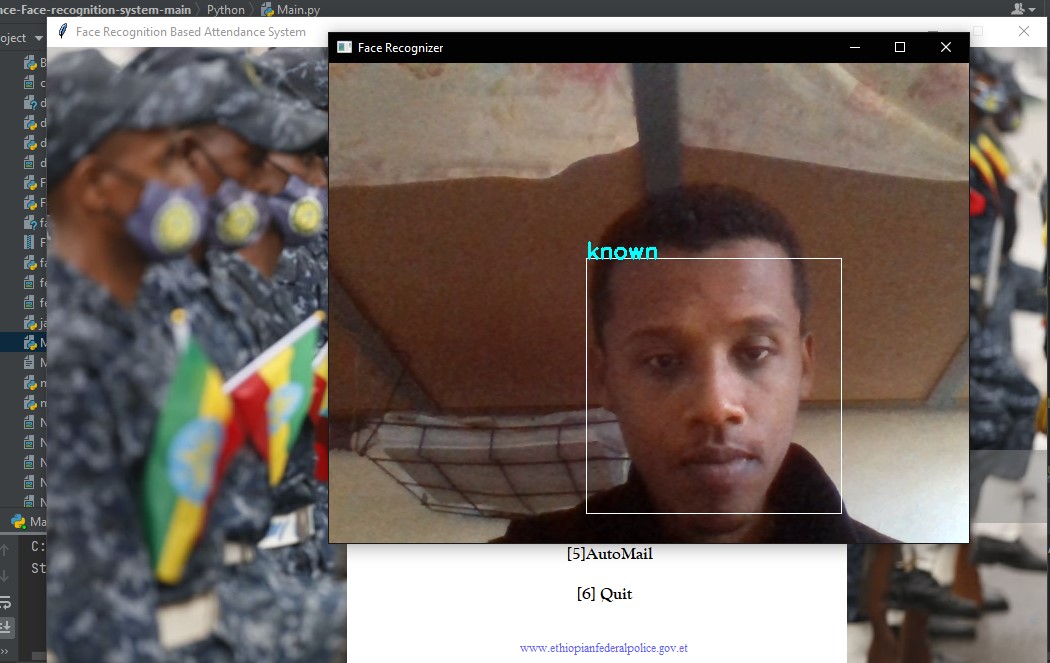 ace-Face-recognition-system-main > Python > Main.py
oject
Face Recognition Based Attendance System
Face Recognizer
known
Ma
C:
St
[5]AutoMail
[6] Quit
www.ethiopianfederalpolice.gov.et